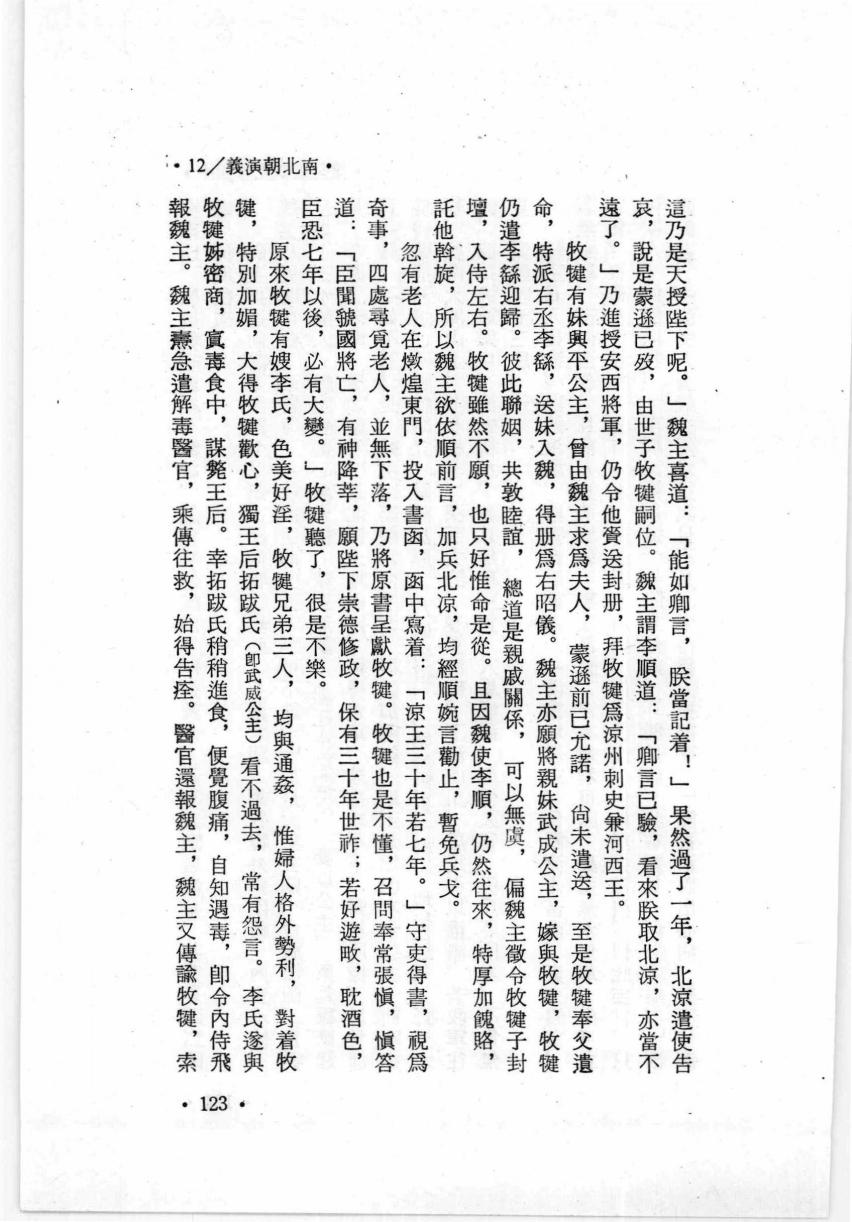 •12/義演朝北南•
這乃是天授陛下呢。」魏主喜道：「能如卿言，朕當記着！」果然過了一年，北涼遣使告
哀，說是蒙遜已歿，由世子牧犍嗣位。魏主謂李順道：「卿言已驗，看來朕取北涼，亦當不
遠了。」乃進授安西將軍，仍令他賫送封册，拜牧犍爲涼州刺史兼河西王。
牧犍有妹興平公主，曾由魏主求爲夫人，蒙遜前已允諾，尙未遣送，至是牧犍奉父遺
命，特派右丞李繇，送妹入魏，得册爲右昭儀。魏主亦願將親妹武成公主，嫁與牧犍，牧犍
仍遣李繇迎歸。彼此聯姻，共敦睦誼，總道是親戚關係，可以無虞，偏魏主徵令牧犍子封
壇，入侍左右。牧犍雖然不願，也只好惟命是從。且因魏使李順，仍然往來，特厚加餽賂，
託他斡旋，所以魏主欲依順前言，加兵北涼，均經順婉言勸止，暫免兵戈。
忽有老人在燉煌東門，投入書函，函中寫着：「涼王三十年若七年。」守吏得書，視爲
奇事，四處尋覓老人，並無下落，乃將原書呈獻牧犍。牧犍也是不懂，召問奉常張愼，愼答
道：「臣聞虢國將亡，有神降莘，願陛下崇德修政，保有三十年世祚；若好遊畋，耽酒色，
臣恐七年以後，必有大變。」牧犍聽了，很是不樂。
原來牧犍有嫂李氏，色美好淫，牧犍兄弟三人，均與通姦，惟婦人格外勢利，對着牧
犍，特別加媚，大得牧犍歡心，獨王后拓跋氏（卽武威公主）看不過去，常有怨言。李氏遂與
牧犍姊密商，寘毒食中，謀斃王后。幸拓跋氏稍稍進食，便覺腹痛，自知遇毒，卽令內侍飛
報魏主。魏主燾急遣解毒醫官，乘傳往救，始得告痊。醫官還報魏主，魏主又傳諭牧犍，索
•123•